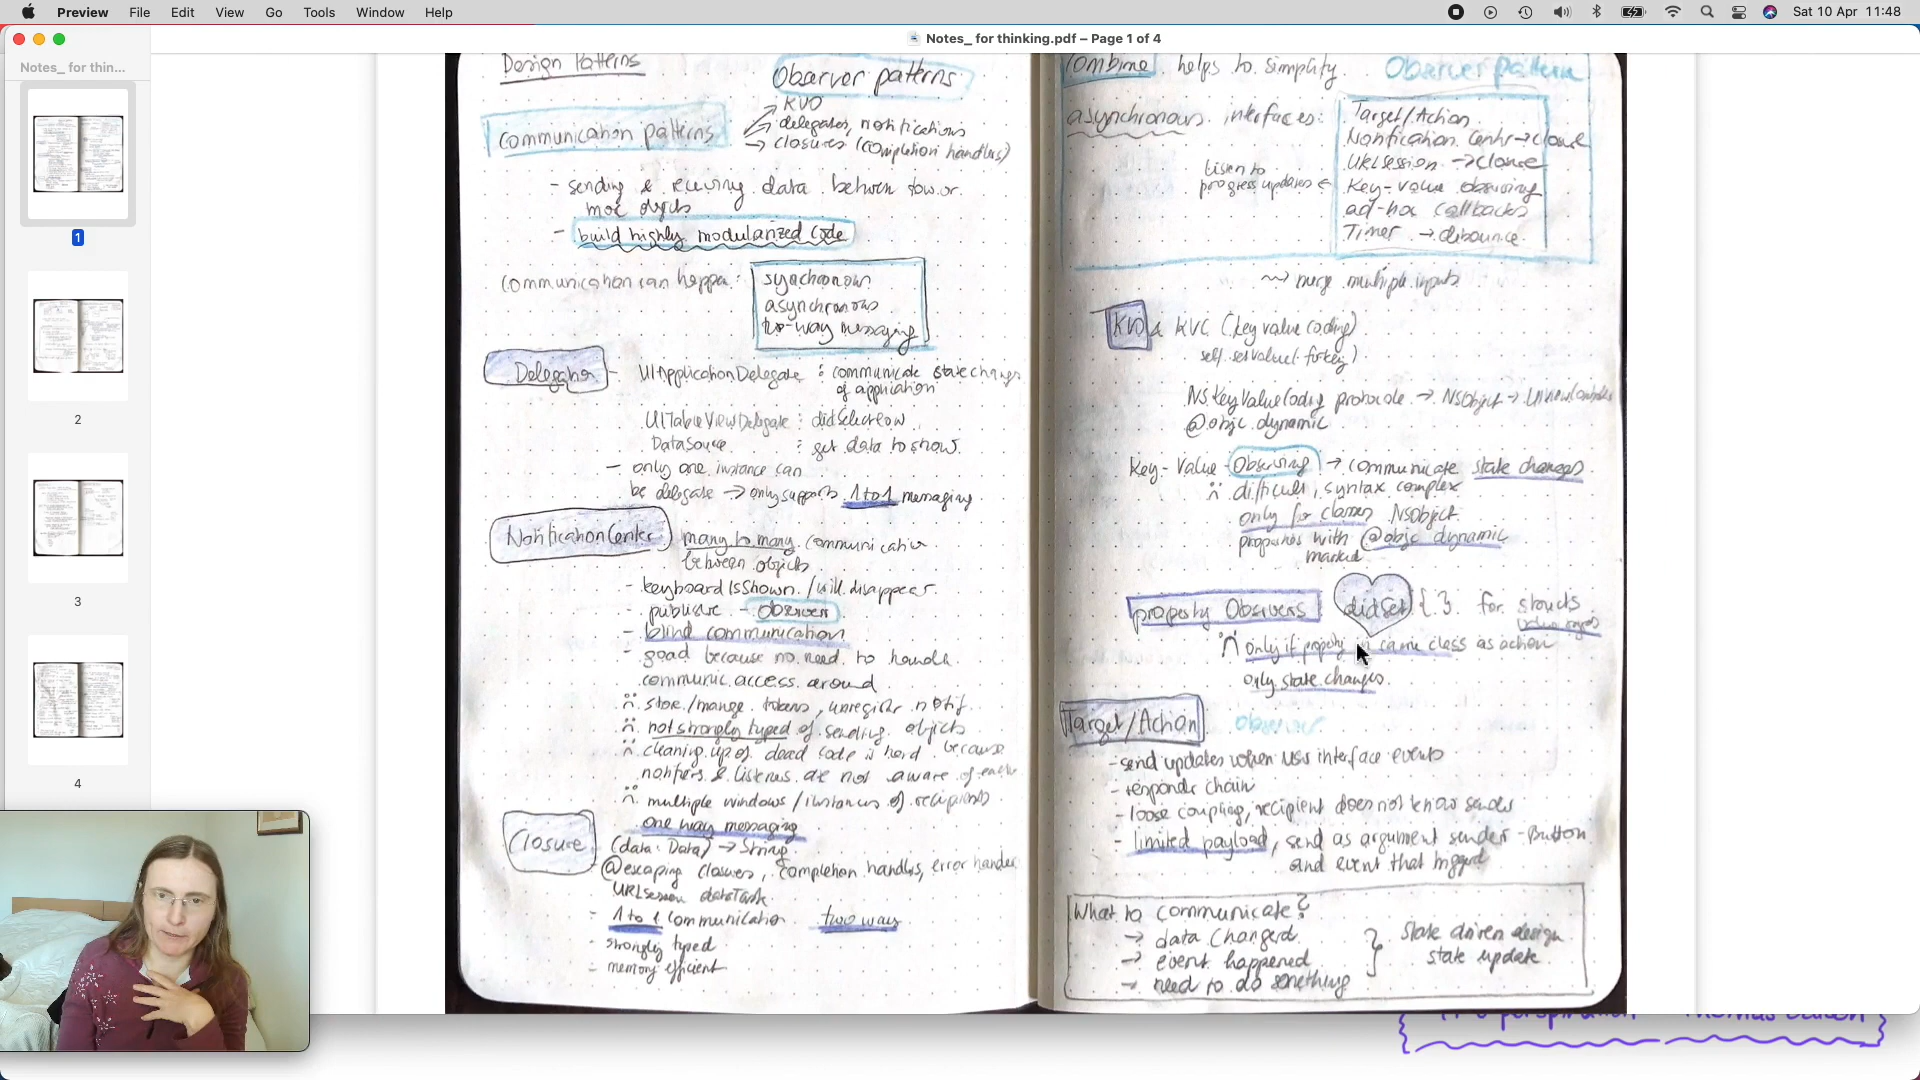 Preview File Edit View Go Tools Window Help
Sat 10 Apr 11:48
Notes_ for thin...
Notes_ for thinking.pdf – Page 1 of 4
1
2
3
4
Design Patterns
Observer patterns
communication patterns
KVO
delegates, notifications
closures (completion handlers)
- sending & receiving data between tow or
more objects
- build highly modularized code
communication can happen:
synchronous
asynchronous
two-way messaging
Delegation - UIApplicationDelegate : communicate state changes
of application
UITableViewDelegate : didSelectRow
DataSource : get data to show.
- only one instance can
be delegate → only supports 1 to 1 messaging
NotificationCenter many to many communication
between objects
- keyboardIsShown / will disappear
- publisher - Observers
- blind communication
- good because no need to handle
communic. access around
store/manage tokens, unregister notif
not strongly typed of sending objects
cleaning up of dead code is hard because
notifiers & listeners are not aware of each
multiple windows / instances of recipients
one way messaging
Closure (data: Data) → String
- @escaping closures, completion handlers, error handler
URLSession dataTask
- 1 to 1 communication two way
- strongly typed
- memory efficient
Combine helps to simplify Observer pattern
asynchronous interfaces:
Target/Action
Notification center → closure
URLSession → closure
Key-value observing
ad-hoc callbacks
Timer → debounce
listen to
progress updates
merge multiple inputs
KVO & KVC (key value coding)
self.setValue( forKey)
NSKeyValueCoding protocole → NSObject →
@objc dynamic
Key-Value-Observing → communicate state changes
difficult, syntax complex
only for classes NSObject
properties with @objc dynamic
marked
property Observers didSet { } for structs
value types
Only if property in same class as action
only state changes
Target/Action observer
- send updates when user interface events
- responder chain
- loose coupling, recipient does not know sender
- limited payload, send as argument sender - Button
and event that triggerd
What to communicate?
→ data changerd
→ event happened
→ need to do something
state driven design
state update